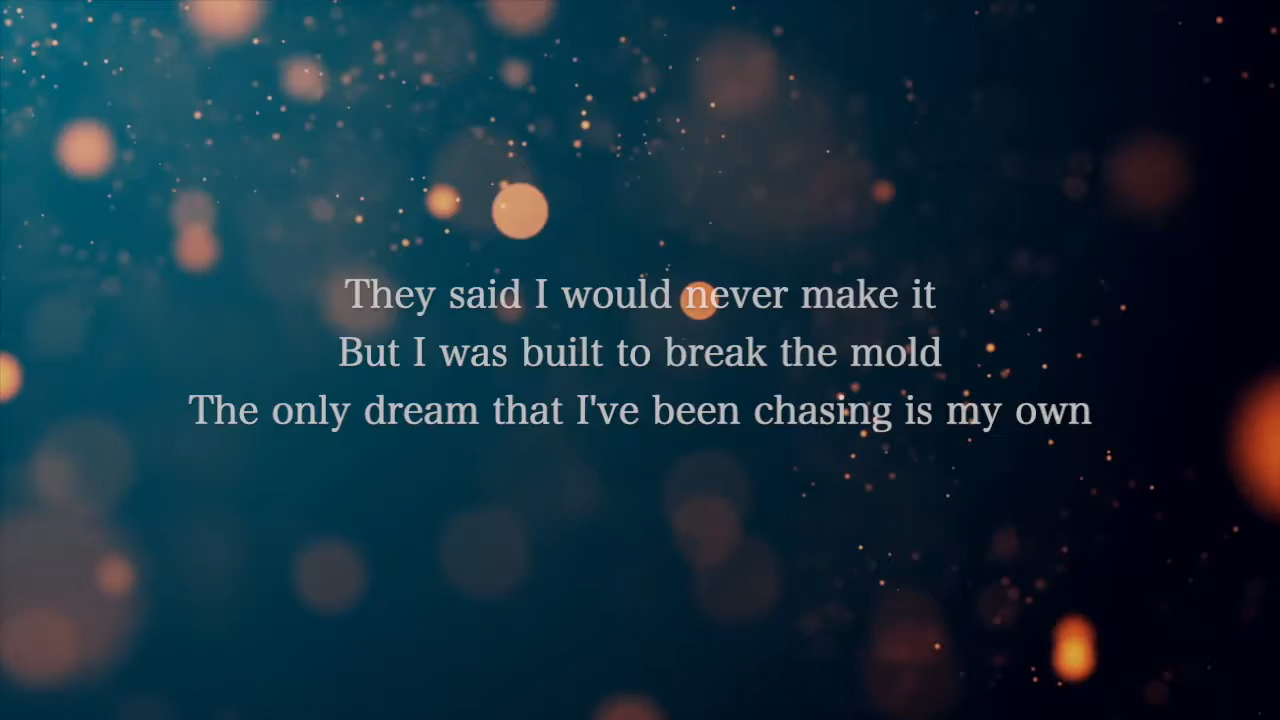 They said I would never make it
But I was built to break the mold
The only dream that I've been chasing is my own